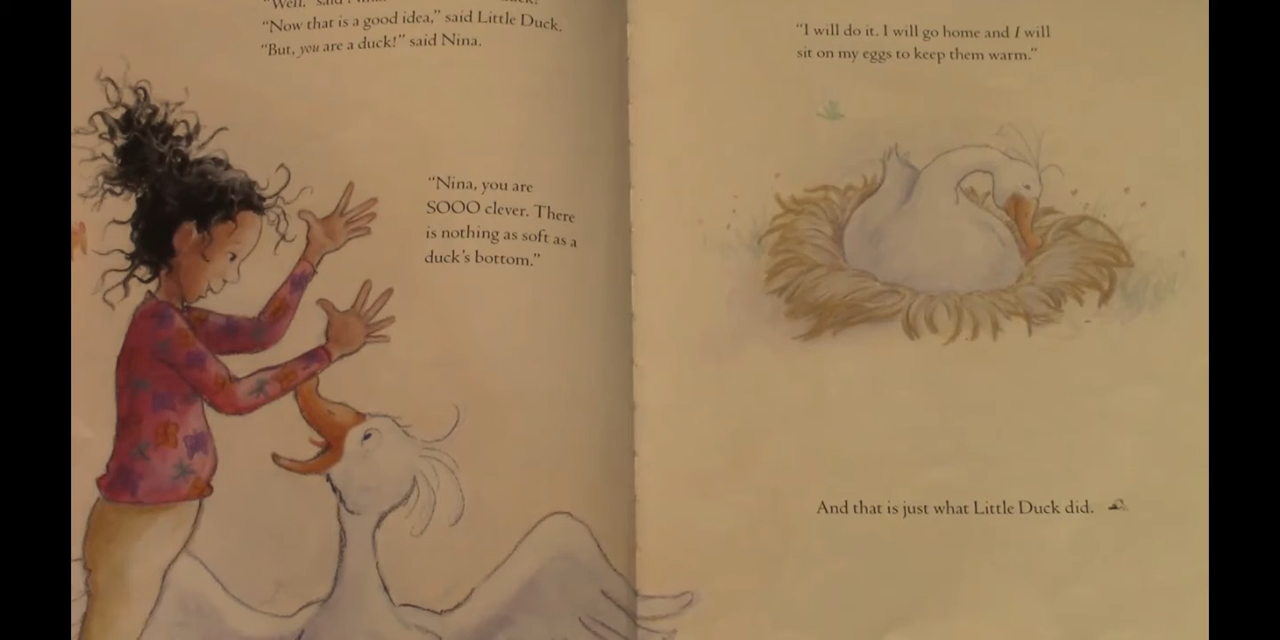 "Well," said
"Now that is a good idea," said Little Duck.
"But, you are a duck!" said Nina.
"Nina, you are
SOOO clever. There
is nothing as soft as a
duck's bottom."
"I will do it. I will go home and I will
sit on my eggs to keep them warm."
And that is just what Little Duck did.